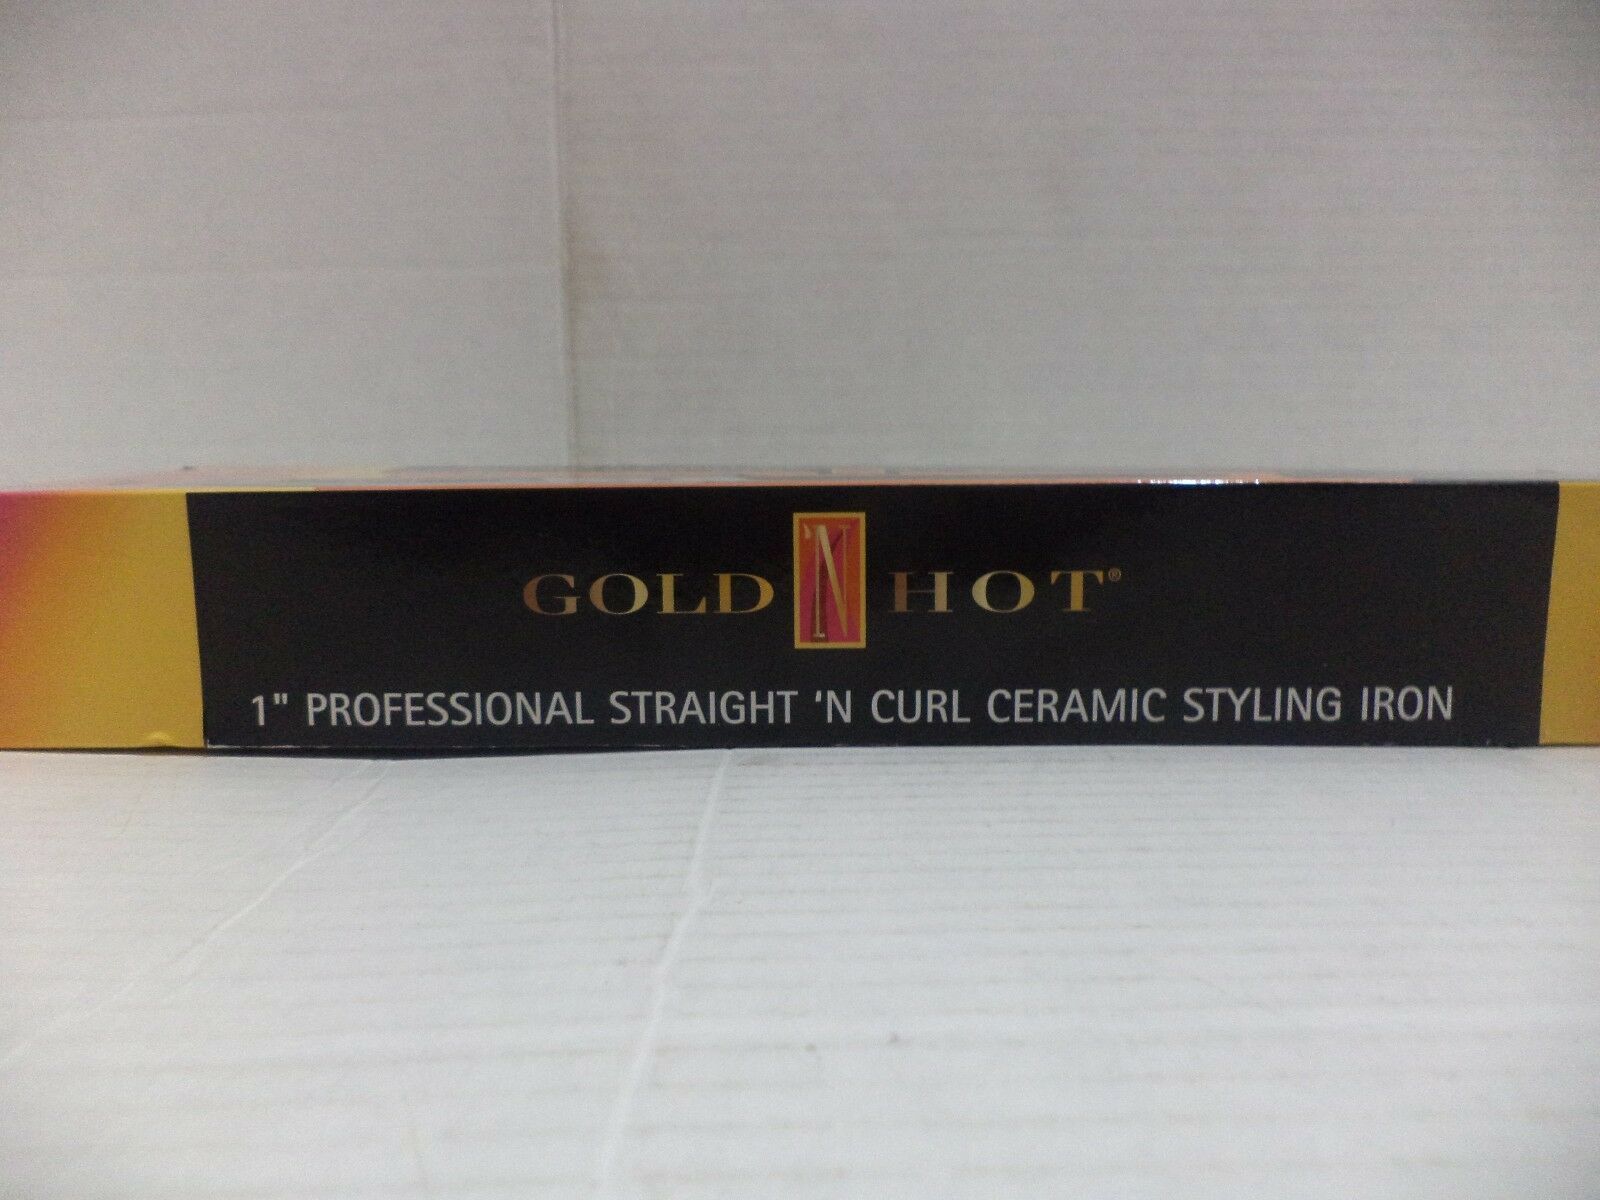 GOLD 'N HOT®
1" PROFESSIONAL STRAIGHT 'N CURL CERAMIC STYLING IRON